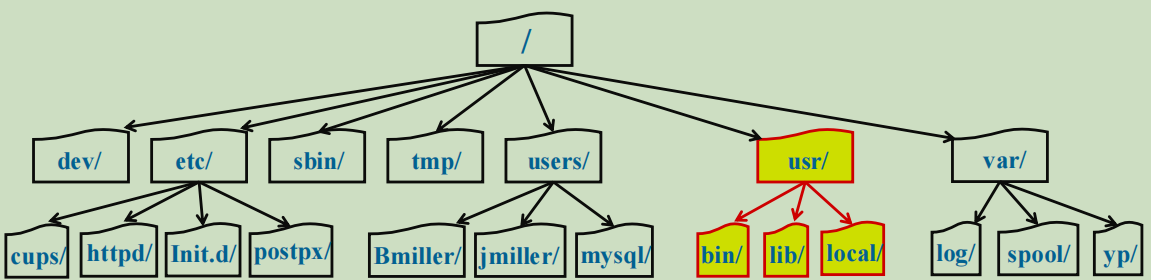 /
dev/ etc/ sbin/ tmp/ users/ usr/ var/
cups/ httpd/ Init.d/ postpx/ Bmiller/ jmiller/ mysql/ bin/ lib/ local/ log/ spool/ yp/